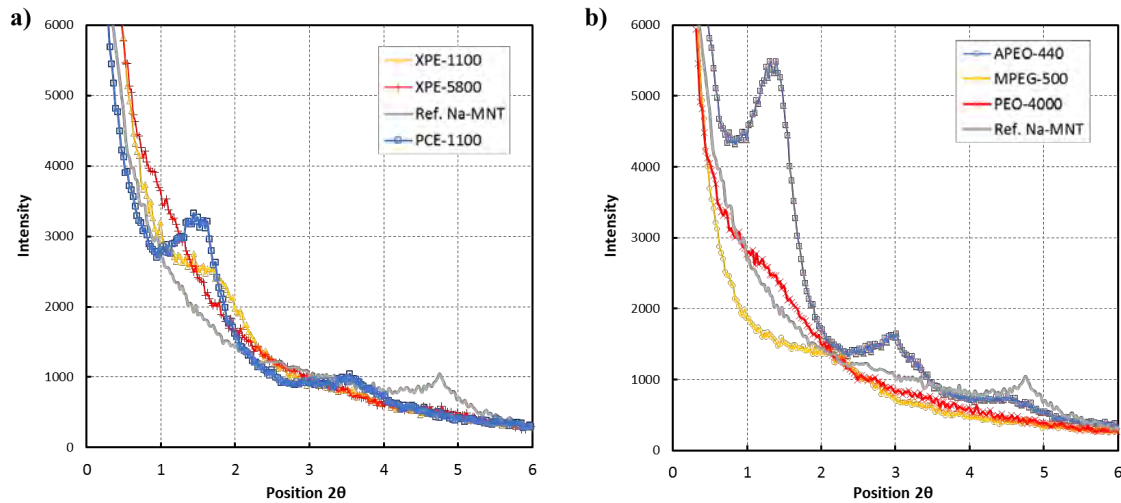 a)
6000
5000
4000
3000
2000
1000
0
Intensity
XPE-1100
XPE-5800
Ref. Na-MNT
PCE-1100
0 1 2 3 4 5 6
Position 2θ
b)
6000
5000
4000
3000
2000
1000
0
Intensity
APEO-440
MPEG-500
PEO-4000
Ref. Na-MNT
0 1 2 3 4 5 6
Position 2θ